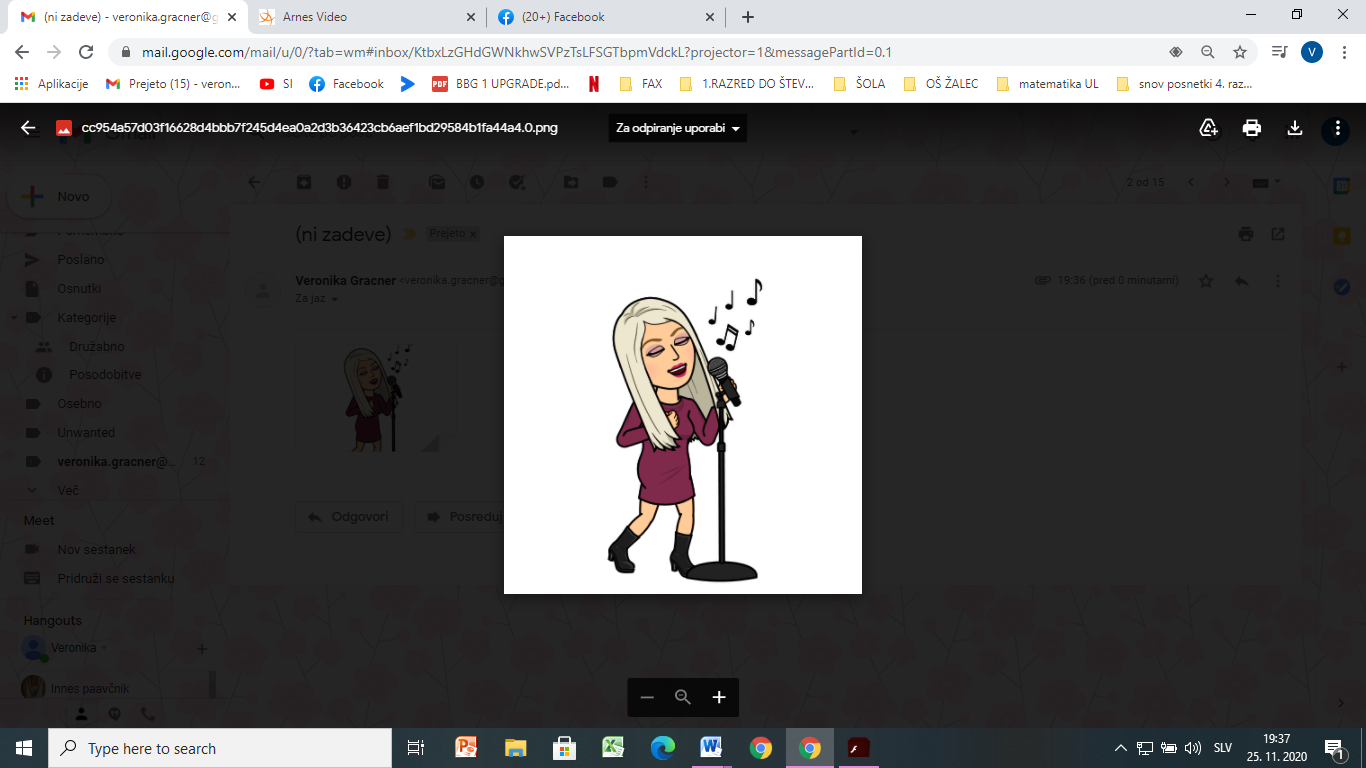 (ni zadeve) - veronika.gracner@g
Arnes Video
(20+) Facebook
mail.google.com/mail/u/0/?tab=wm#inbox/KtbxLzGHdGWNkhwSVPzTsLFSGTbpmVdckL?projector=1&messagePartId=0.1
V
Aplikacije
Prejeto (15) - veron...
SI
Facebook
PDF
BBG 1 UPGRADE.pd...
N
FAX
1.RAZRED DO ŠTEV...
ŠOLA
OŠ ŽALEC
matematika UL
snov posnetki 4. raz...
cc954a57d03f16628d4bbb7f245d4ea0a2d3b36423cb6aef1bd29584b1fa44a4.0.png
Za odpiranje uporabi
Novo
2 od 15
(ni zadeve)
Prejeto x
Poslano
Veronika Gracner <veronika.gracner@g
19:36 (pred 0 minutami)
Za jaz
Osnutki
Kategorije
Družabno
Posodobitve
Osebno
Unwanted
veronika.gracner@... 12
Več
Odgovori
Posreduj
Meet
Nov sestanek
Pridruži se sestanku
Hangouts
Veronika
Innes paavčnik
Type here to search
SLV
19:37
25. 11. 2020
1